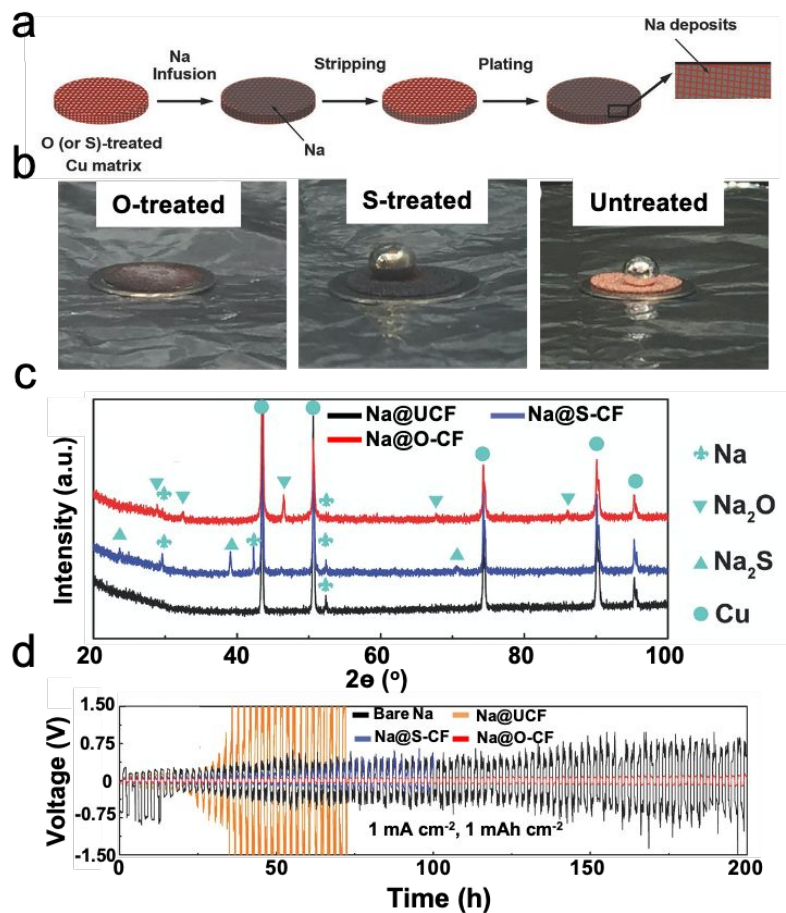 a
Na
Infusion
Stripping
Plating
Na deposits
O (or S)-treated
Cu matrix
Na
b
O-treated
S-treated
Untreated
c
Intensity (a.u.)
Na@UCF
Na@S-CF
Na@O-CF
Na
Na₂O
Na₂S
Cu
20
40
60
80
100
2ɵ (°)
d
Voltage (V)
1.50
0.75
0
-0.75
-1.50
Bare Na
Na@UCF
Na@S-CF
Na@O-CF
1 mA cm⁻², 1 mAh cm⁻²
0
50
100
150
200
Time (h)